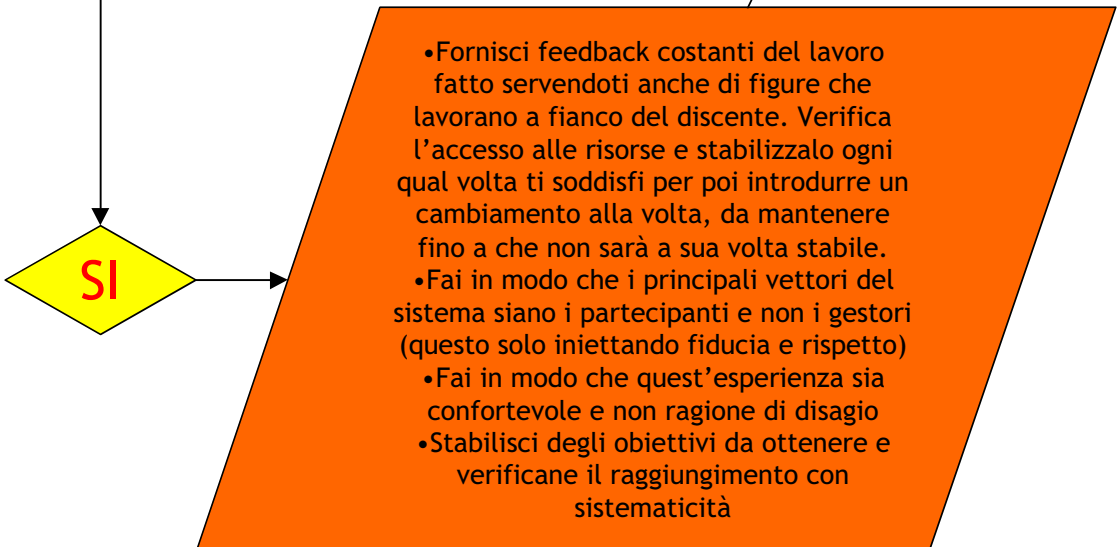 •Fornisci feedback costanti del lavoro
fatto servendoti anche di figure che
lavorano a fianco del discente. Verifica
l’accesso alle risorse e stabilizzalo ogni
qual volta ti soddisfi per poi introdurre un
cambiamento alla volta, da mantenere
fino a che non sarà a sua volta stabile.
•Fai in modo che i principali vettori del
sistema siano i partecipanti e non i gestori
(questo solo iniettando fiducia e rispetto)
•Fai in modo che quest’esperienza sia
confortevole e non ragione di disagio
•Stabilisci degli obiettivi da ottenere e
verificane il raggiungimento con
sistematicità
SI